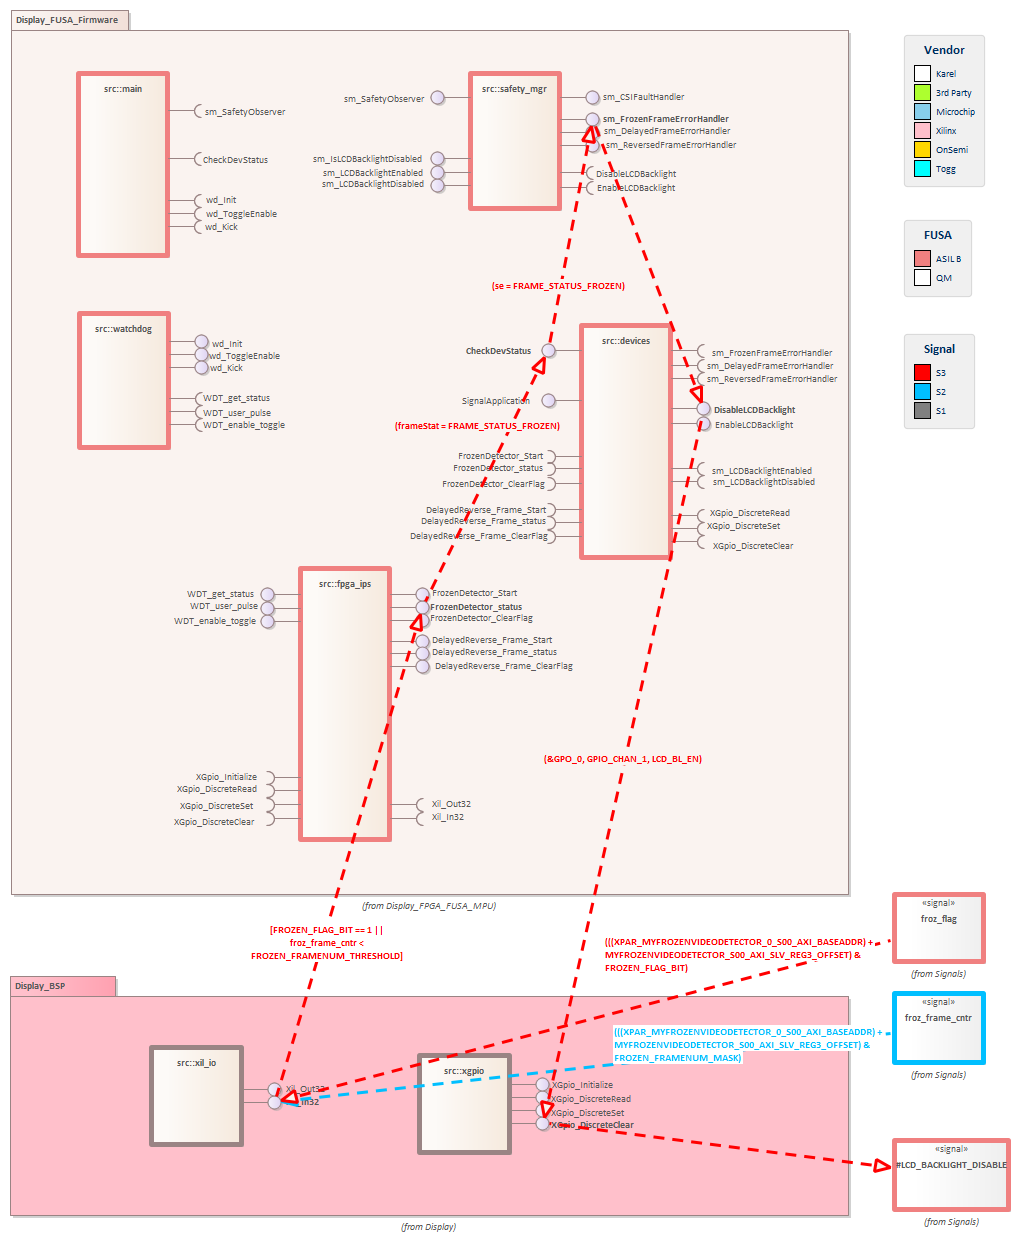 Display_FUSA_Firmware
src::main
sm_SafetyObserver
CheckDevStatus
wd_Init
wd_ToggleEnable
wd_Kick
src::safety_mgr
sm_SafetyObserver
sm_IsLCDBacklightDisabled
sm_LCDBacklightEnabled
sm_LCDBacklightDisabled
sm_CSIFaultHandler
sm_FrozenFrameErrorHandler
sm_DelayedFrameErrorHandler
sm_ReversedFrameErrorHandler
DisableLCDBacklight
EnableLCDBacklight
Vendor
Karel
3rd Party
Microchip
Xilinx
OnSemi
Togg
FUSA
ASIL B
QM
Signal
S3
S2
S1
(se = FRAME_STATUS_FROZEN)
src::watchdog
wd_Init
wd_ToggleEnable
wd_Kick
WDT_get_status
WDT_user_pulse
WDT_enable_toggle
src::devices
CheckDevStatus
SignalApplication
(frameStat = FRAME_STATUS_FROZEN)
FrozenDetector_Start
FrozenDetector_status
FrozenDetector_ClearFlag
DelayedReverse_Frame_Start
DelayedReverse_Frame_status
DelayedReverse_Frame_ClearFlag
sm_FrozenFrameErrorHandler
sm_DelayedFrameErrorHandler
sm_ReversedFrameErrorHandler
DisableLCDBacklight
EnableLCDBacklight
sm_LCDBacklightEnabled
sm_LCDBacklightDisabled
XGpio_DiscreteRead
XGpio_DiscreteSet
XGpio_DiscreteClear
src::fpga_ips
WDT_get_status
WDT_user_pulse
WDT_enable_toggle
FrozenDetector_Start
FrozenDetector_status
FrozenDetector_ClearFlag
DelayedReverse_Frame_Start
DelayedReverse_Frame_status
DelayedReverse_Frame_ClearFlag
XGpio_Initialize
XGpio_DiscreteRead
XGpio_DiscreteSet
XGpio_DiscreteClear
Xil_Out32
Xil_In32
(&GPO_0, GPIO_CHAN_1, LCD_BL_EN)
(from Display_FPGA_FUSA_MPU)
[FROZEN_FLAG_BIT == 1 ||
froz_frame_cntr <
FROZEN_FRAMENUM_THRESHOLD]
(((XPAR_MYFROZENVIDEODETECTOR_0_S00_AXI_BASEADDR) +
MYFROZENVIDEODETECTOR_S00_AXI_SLV_REG3_OFFSET) &
FROZEN_FLAG_BIT)
«signal»
froz_flag
(from Signals)
Display_BSP
src::xil_io
Xil_Out32
In32
src::xgpio
XGpio_Initialize
XGpio_DiscreteRead
XGpio_DiscreteSet
XGpio_DiscreteClear
(((XPAR_MYFROZENVIDEODETECTOR_0_S00_AXI_BASEADDR) +
MYFROZENVIDEODETECTOR_S00_AXI_SLV_REG3_OFFSET) &
FROZEN_FRAMENUM_MASK)
«signal»
froz_frame_cntr
(from Signals)
«signal»
#LCD_BACKLIGHT_DISABLE
(from Signals)
(from Display)